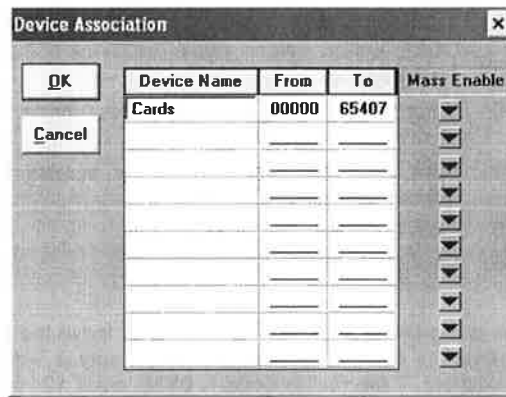 Device Association
OK
Cancel
Device Name From To Mass Enable
Cards 00000 65407